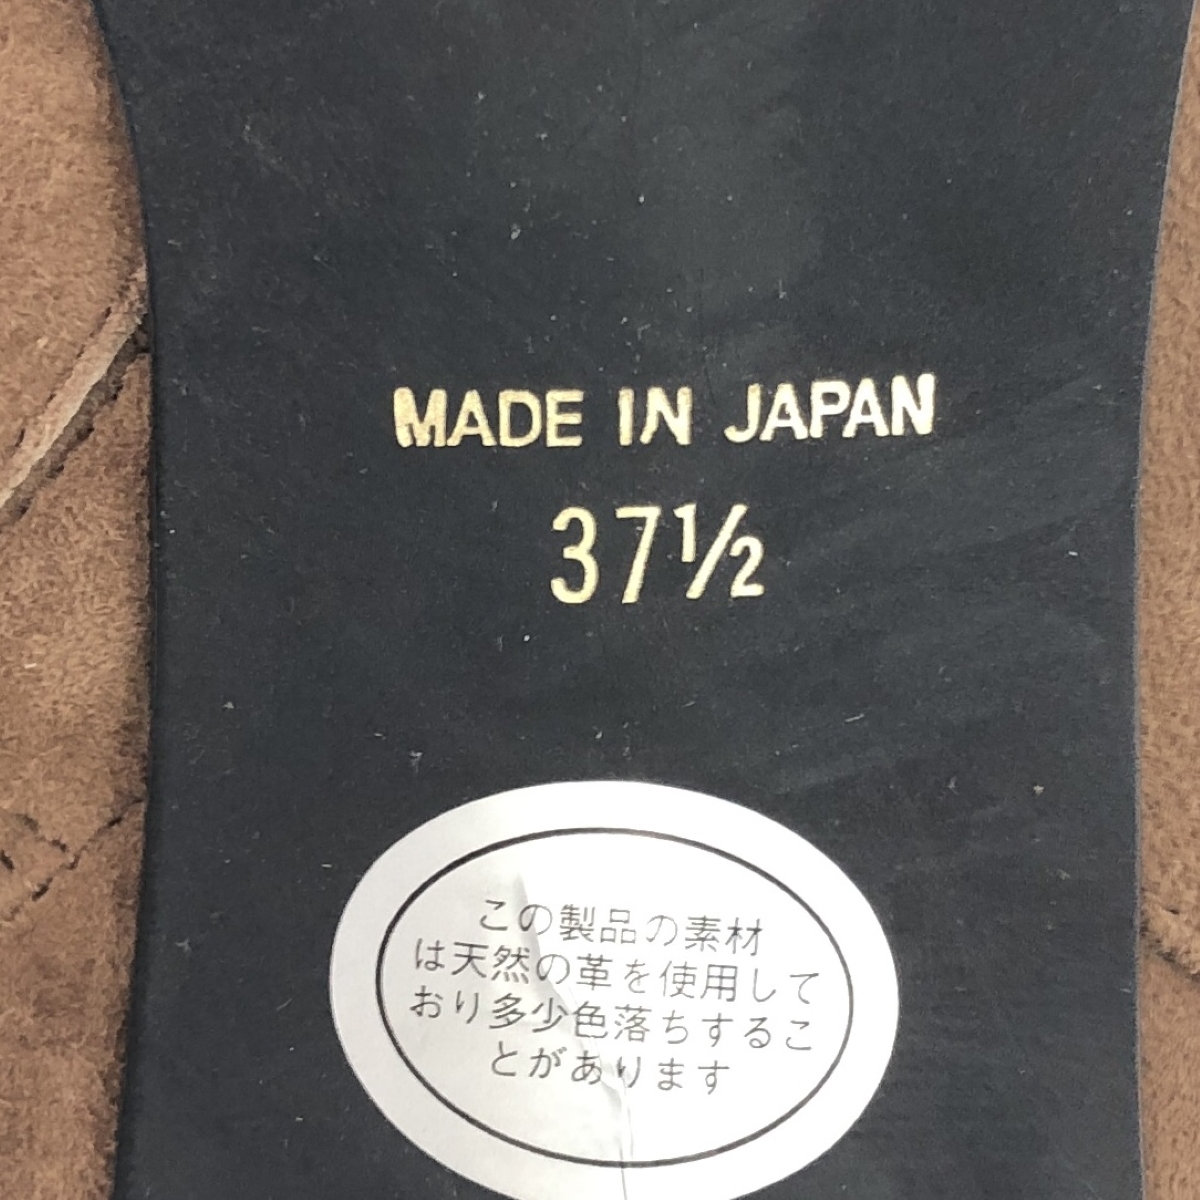 MADE IN JAPAN
37½
この製品の素材
は天然の革を使用して
おり多少色落ちするこ
とがあります